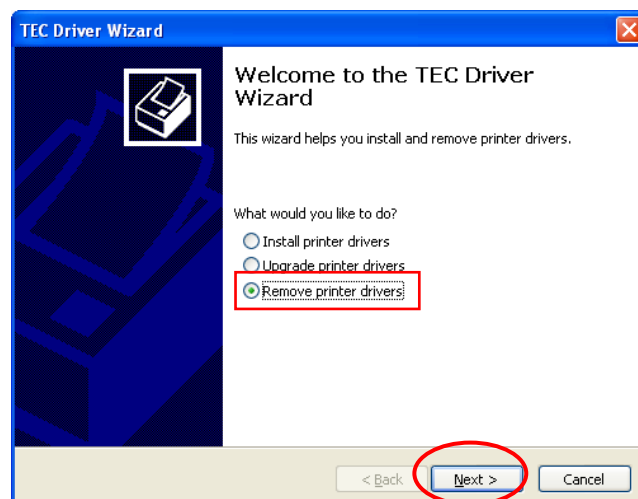 TEC Driver Wizard
Welcome to the TEC Driver
Wizard
This wizard helps you install and remove printer drivers.
What would you like to do?
Install printer drivers
Upgrade printer drivers
Remove printer drivers
< Back
Next >
Cancel